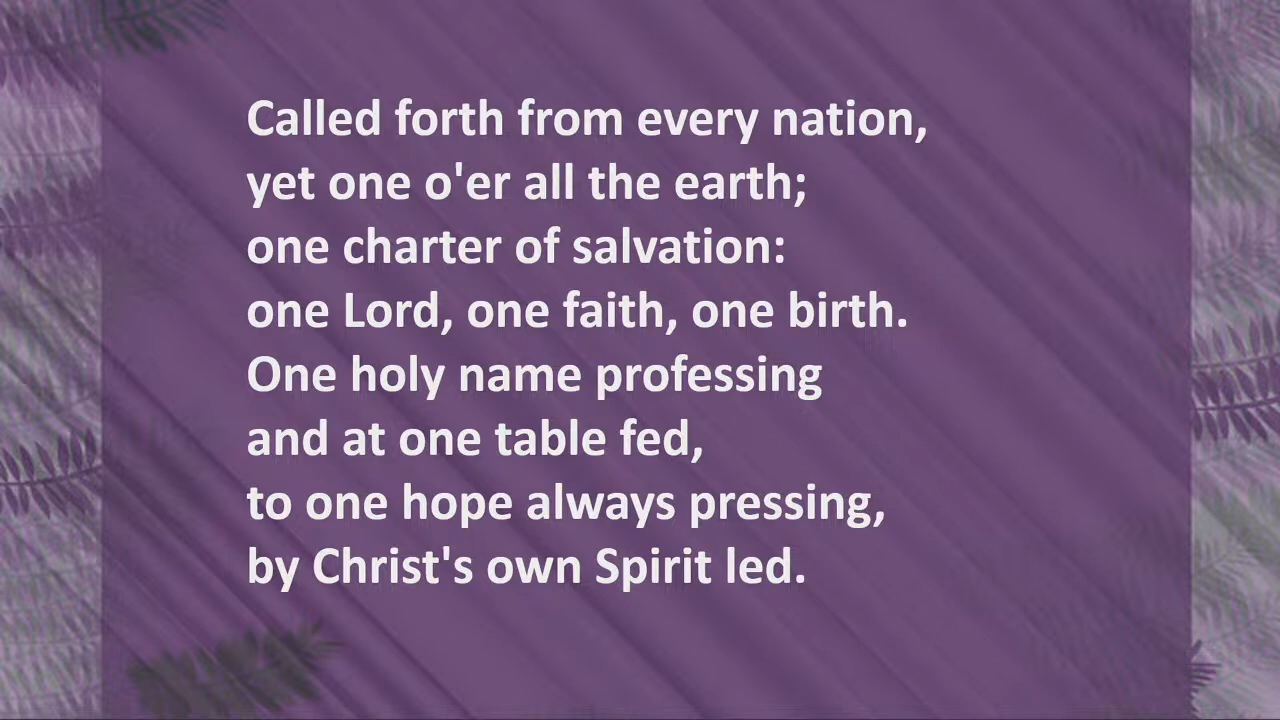 Called forth from every nation,
yet one o'er all the earth;
one charter of salvation:
one Lord, one faith, one birth.
One holy name professing
and at one table fed,
to one hope always pressing,
by Christ's own Spirit led.